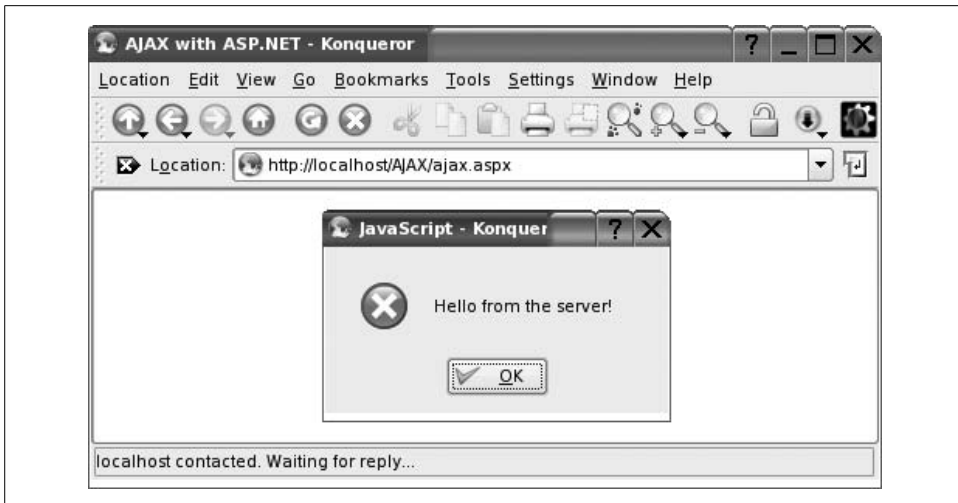 AJAX with ASP.NET - Konqueror
Location Edit View Go Bookmarks Tools Settings Window Help
Location: http://localhost/AJAX/ajax.aspx
JavaScript - Konquer
Hello from the server!
OK
localhost contacted. Waiting for reply...